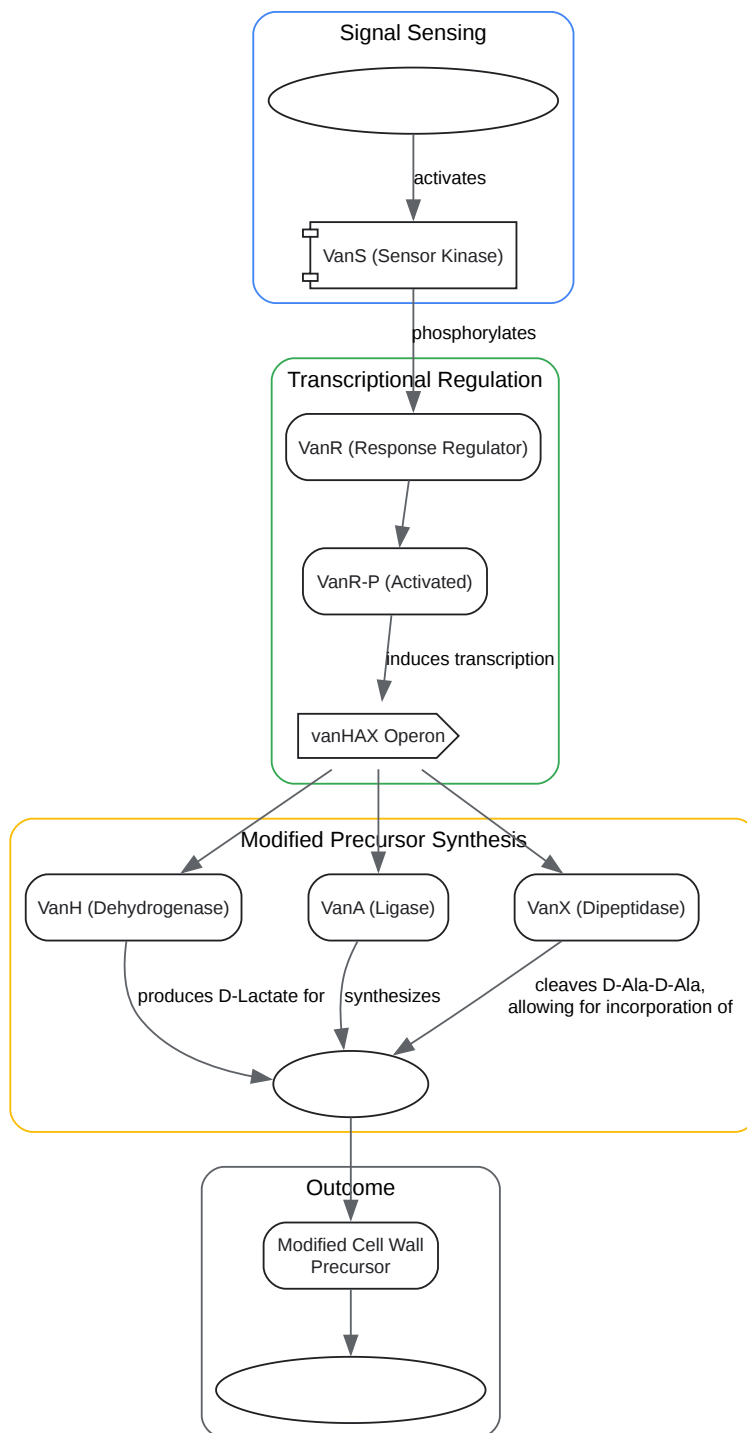 Signal Sensing
activates
VanS (Sensor Kinase)
phosphorylates
Transcriptional Regulation
VanR (Response Regulator)
VanR-P (Activated)
induces transcription
vanHAX Operon
Modified Precursor Synthesis
VanH (Dehydrogenase)
VanA (Ligase)
VanX (Dipeptidase)
produces D-Lactate for
synthesizes
cleaves D-Ala-D-Ala,
allowing for incorporation of
Outcome
Modified Cell Wall
Precursor